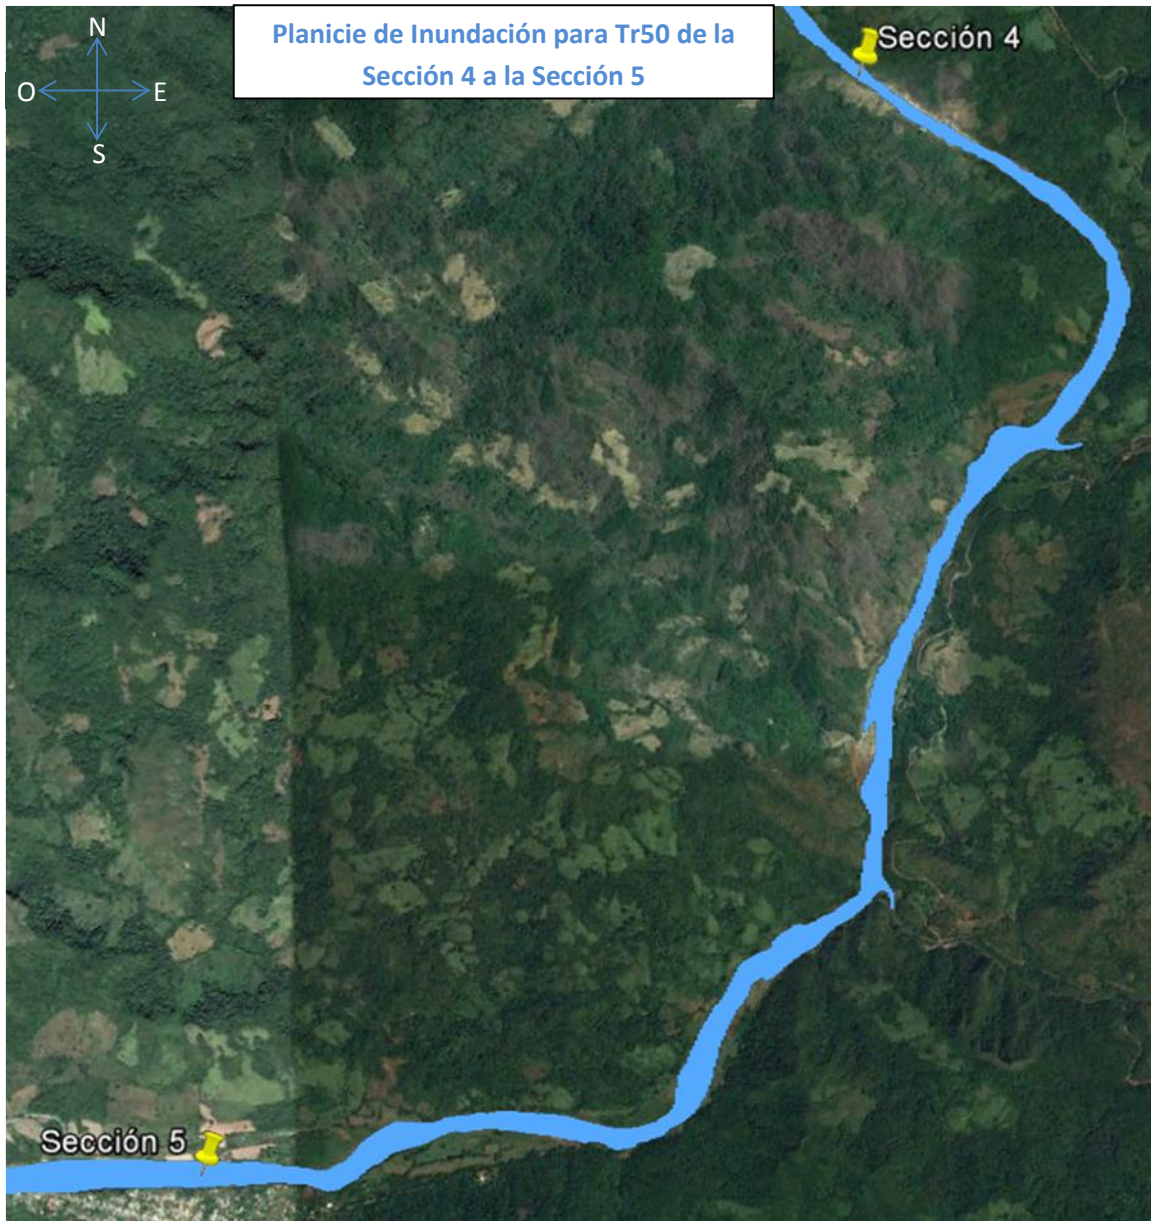 N
Planicie de Inundación para Tr50 de la
Sección 4 a la Sección 5
Sección 4
O E
S
Sección 5